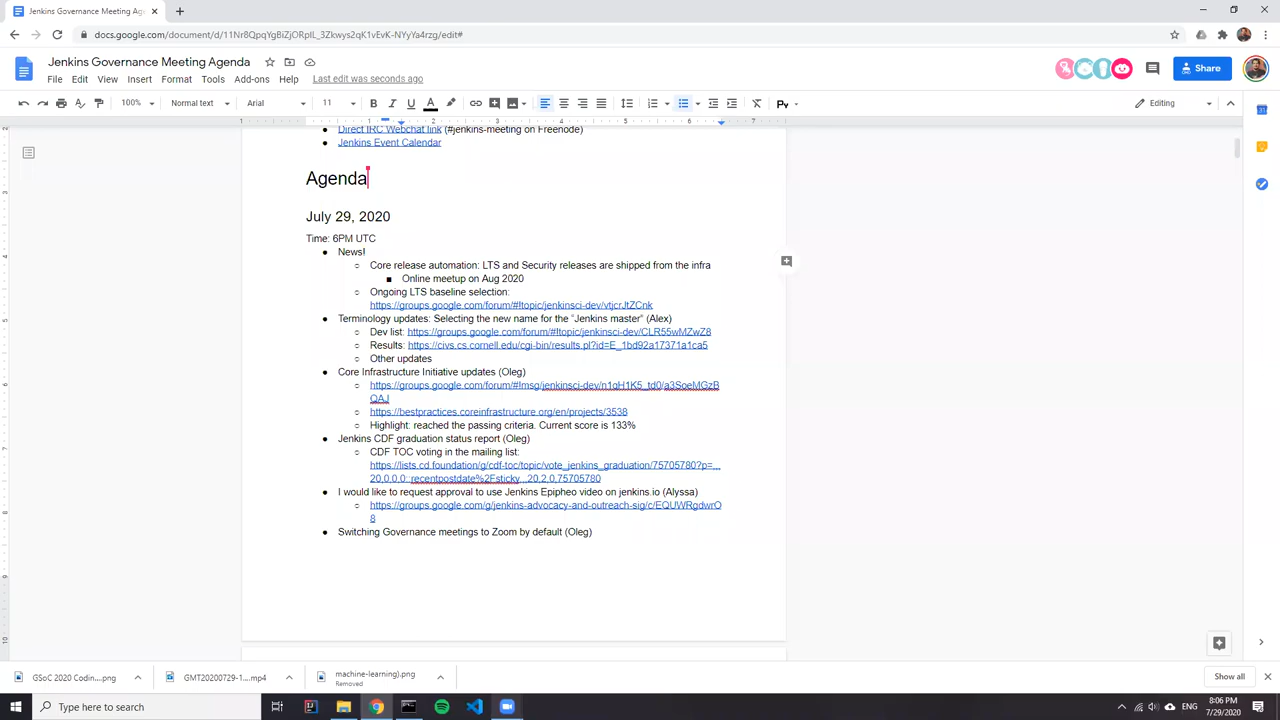 Jenkins Governance Meeting Age
docs.google.com/document/d/11Nr8QpqYgBiZjORplL_3Zkwys2qK1vEvK-NYyYa4rzg/edit#
Jenkins Governance Meeting Agenda
File Edit View Insert Format Tools Add-ons Help Last edit was seconds ago
Share
100% Normal text Arial 11 Editing
Direct IRC Webchat link (#jenkins-meeting on Freenode)
Jenkins Event Calendar
Agenda
July 29, 2020
Time: 6PM UTC
News!
Core release automation: LTS and Security releases are shipped from the infra
Online meetup on Aug 2020
Ongoing LTS baseline selection:
https://groups.google.com/forum/#!topic/jenkinsci-dev/vtjcrJtZCnk
Terminology updates: Selecting the new name for the "Jenkins master" (Alex)
Dev list: https://groups.google.com/forum/#!topic/jenkinsci-dev/CLR55wMZwZ8
Results: https://civs.cs.cornell.edu/cgi-bin/results.pl?id=E_1bd92a17371a1ca5
Other updates
Core Infrastructure Initiative updates (Oleg)
https://groups.google.com/forum/#!msg/jenkinsci-dev/n1qH1K5_td0/a3SoeMGzB
QAJ
https://bestpractices.coreinfrastructure.org/en/projects/3538
Highlight: reached the passing criteria. Current score is 133%
Jenkins CDF graduation status report (Oleg)
CDF TOC voting in the mailing list:
https://lists.cd.foundation/g/cdf-toc/topic/vote_jenkins_graduation/75705780?p=,,,
20,0,0,0::recentpostdate%2Fsticky,,,20,2,0,75705780
I would like to request approval to use Jenkins Epipheo video on jenkins.io (Alyssa)
https://groups.google.com/g/jenkins-advocacy-and-outreach-sig/c/EQUWRgdwrO
8
Switching Governance meetings to Zoom by default (Oleg)
GSoC 2020 Codin....png
GMT20200729-1....mp4
machine-learning).png
Removed
Show all
Type here to search
ENG
8:06 PM
7/29/2020